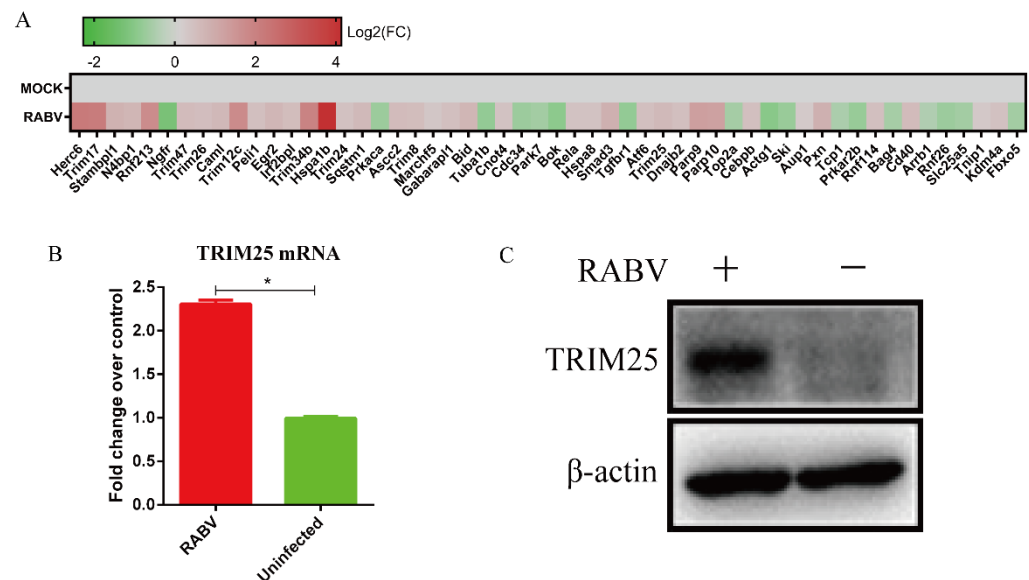 A
Log2(FC)
-2 0 2 4
MOCK
RABV
Herc6 Trim17 Stambpl1 N4bp1 Rnf213 Ngfr Trim47 Trim26 Caml Trim12c Peli1 Egr2 Irf2bpl Trim34b Hspa1b Trim24 Sqstm1 Prkaca Ascc2 Trim8 Marchf5 Gabarapl1 Bid Tuba1b Cnot4 Cdc34 Park7 Bok Rela Hspa8 Smad3 Tgfbr1 Atf6 Trim25 Dnajb2 Parp9 Parp10 Top2a Cebpb Actg1 Ski Aup1 Pxn Tcp1 Prkar2b Rnf114 Bag4 Cd40 Arrb1 Rnf26 Slc25a5 Tnip1 Kdm4a Fbxo5
B
TRIM25 mRNA
*
Fold change over control
2.5
2.0
1.5
1.0
0.5
0.0
RABV
Uninfected
C
RABV + −
TRIM25
β-actin